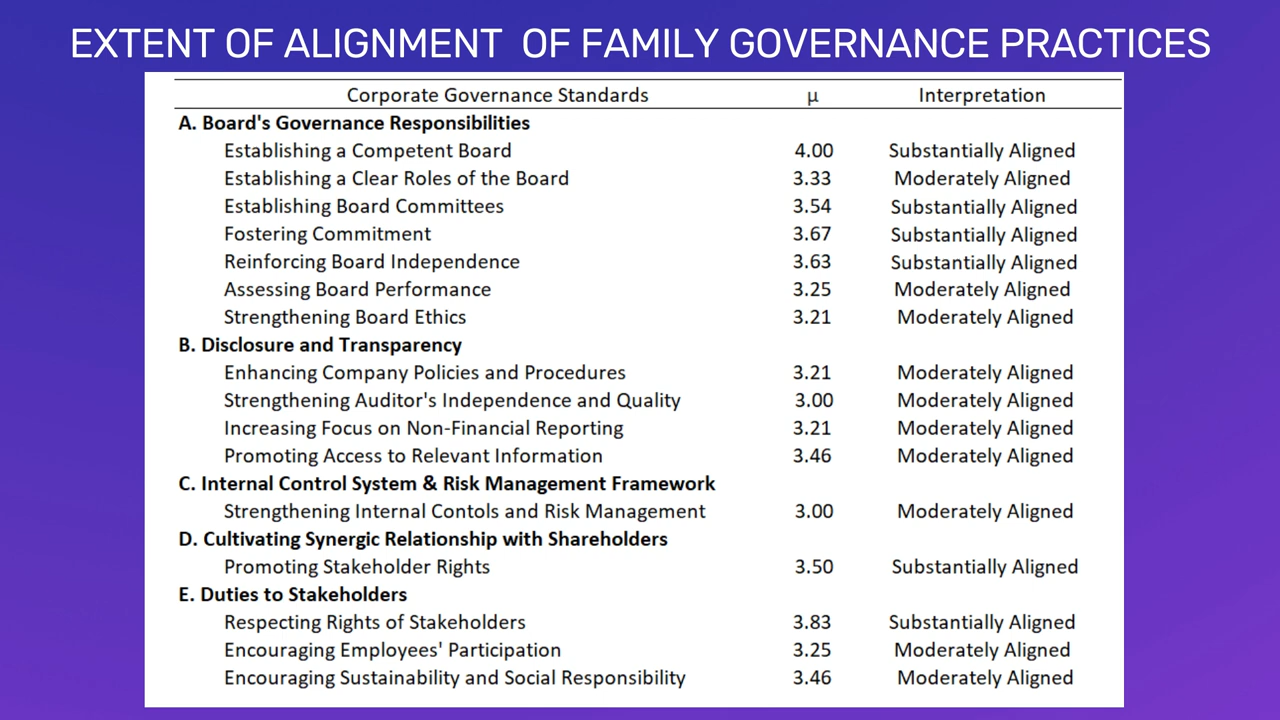 EXTENT OF ALIGNMENT OF FAMILY GOVERNANCE PRACTICES
Corporate Governance Standards μ Interpretation
A. Board's Governance Responsibilities
Establishing a Competent Board 4.00 Substantially Aligned
Establishing a Clear Roles of the Board 3.33 Moderately Aligned
Establishing Board Committees 3.54 Substantially Aligned
Fostering Commitment 3.67 Substantially Aligned
Reinforcing Board Independence 3.63 Substantially Aligned
Assessing Board Performance 3.25 Moderately Aligned
Strengthening Board Ethics 3.21 Moderately Aligned
B. Disclosure and Transparency
Enhancing Company Policies and Procedures 3.21 Moderately Aligned
Strengthening Auditor's Independence and Quality 3.00 Moderately Aligned
Increasing Focus on Non-Financial Reporting 3.21 Moderately Aligned
Promoting Access to Relevant Information 3.46 Moderately Aligned
C. Internal Control System & Risk Management Framework
Strengthening Internal Contols and Risk Management 3.00 Moderately Aligned
D. Cultivating Synergic Relationship with Shareholders
Promoting Stakeholder Rights 3.50 Substantially Aligned
E. Duties to Stakeholders
Respecting Rights of Stakeholders 3.83 Substantially Aligned
Encouraging Employees' Participation 3.25 Moderately Aligned
Encouraging Sustainability and Social Responsibility 3.46 Moderately Aligned